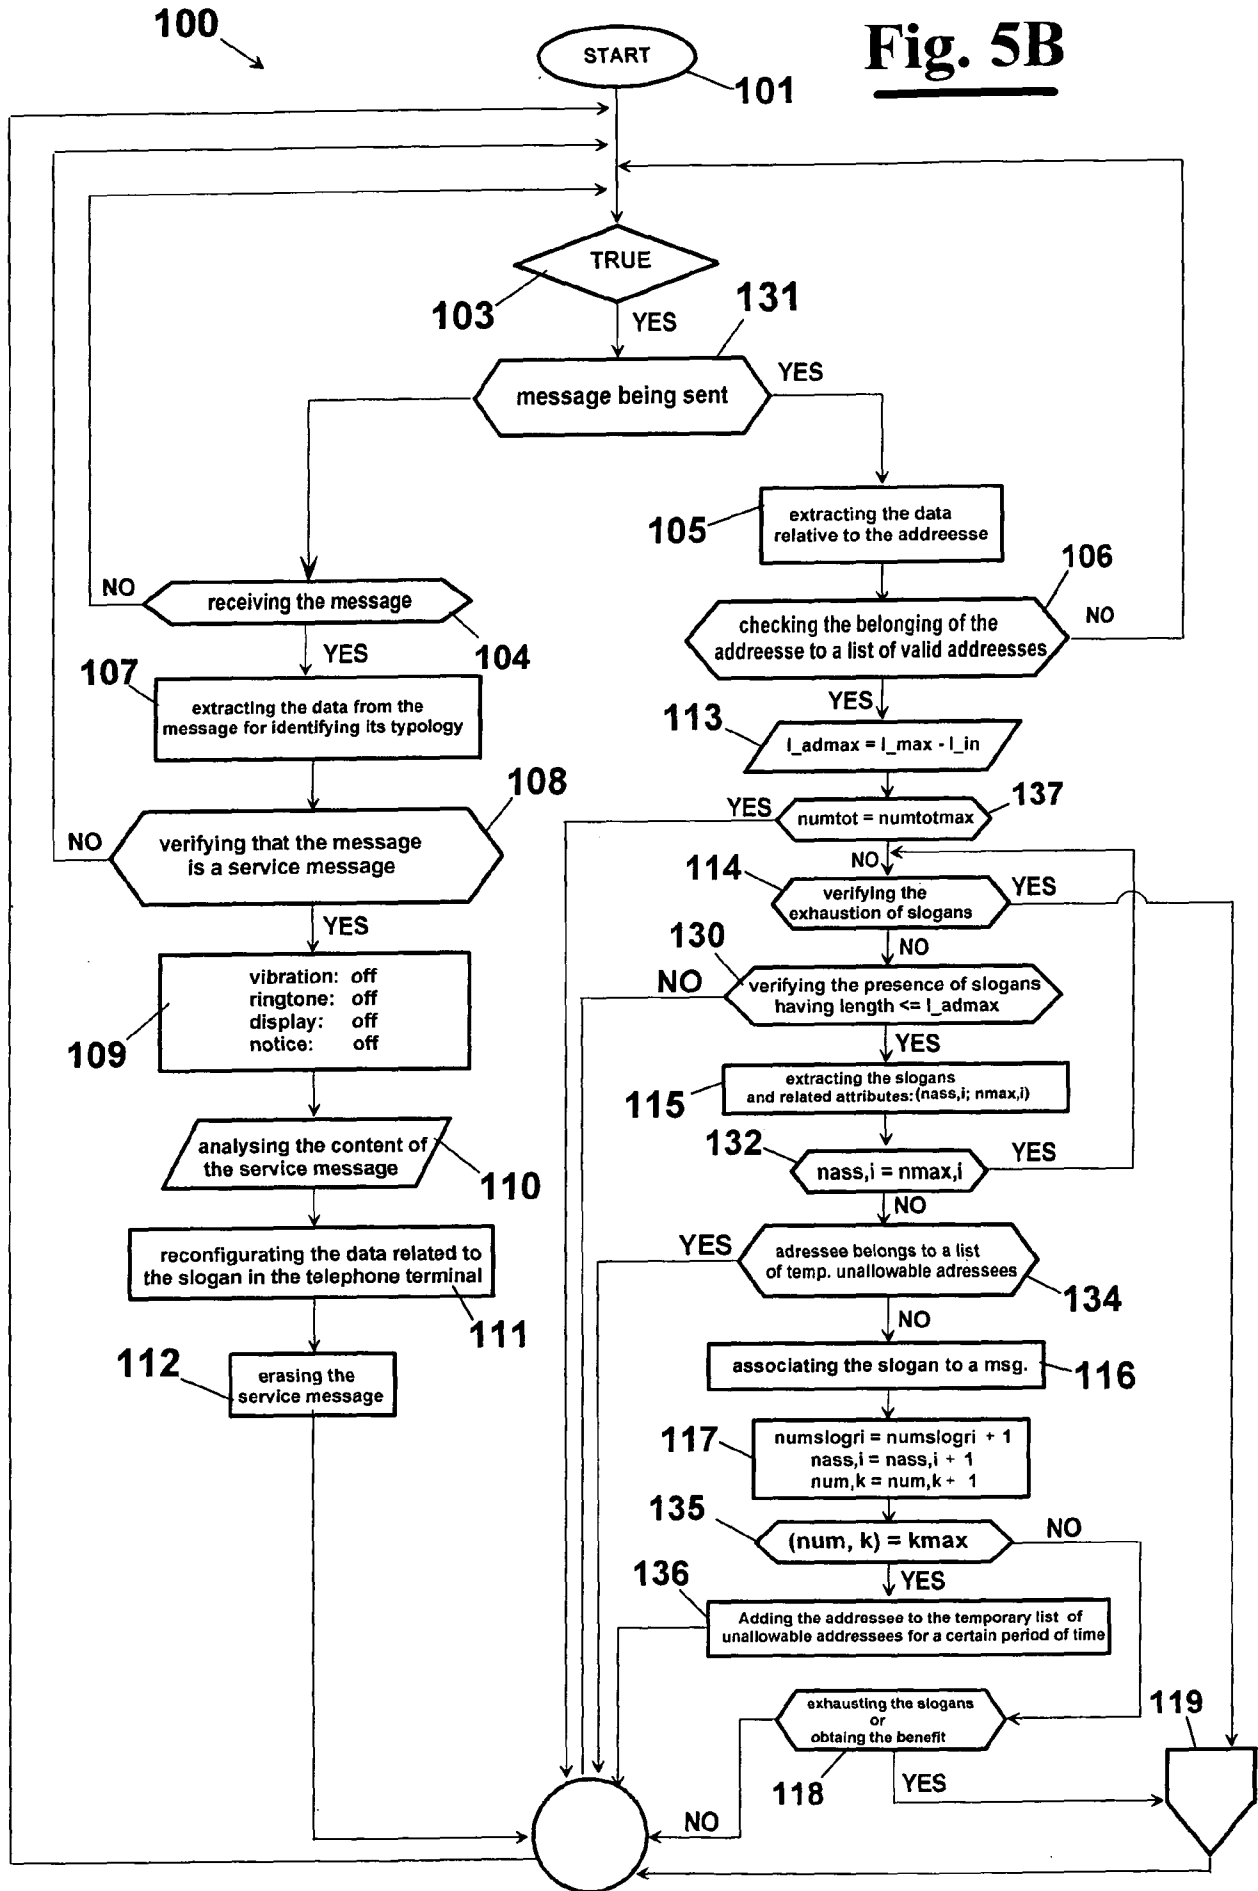 100
Fig. 5B
START
101
TRUE
103
YES
131
message being sent
YES
105
extracting the data
relative to the addreesse
106
NO
receiving the message
104
YES
checking the belonging of the
addreesse to a list of valid addreesses
NO
107
extracting the data from the
message for identifying its typology
YES
113
l_admax = l_max - l_in
108
NO
verifying that the message
is a service message
YES
137
YES
numtot = numtotmax
NO
114
verifying the
exhaustion of slogans
YES
NO
130
NO
verifying the presence of slogans
having length <= l_admax
YES
109
vibration: off
ringtone: off
display: off
notice: off
115
extracting the slogans
and related attributes:(nass,i; nmax,i)
132
nass,i = nmax,i
YES
NO
analysing the content of
the service message
110
YES
adressee belongs to a list
of temp. unallowable adressees
134
NO
reconfigurating the data related to
the slogan in the telephone terminal
111
112
erasing the
service message
associating the slogan to a msg.
116
117
numslogri = numslogri + 1
nass,i = nass,i + 1
num,k = num,k + 1
135
(num, k) = kmax
NO
YES
136
Adding the addressee to the temporary list of
unallowable addressees for a certain period of time
exhausting the slogans
or
obtaing the benefit
118
YES
NO
119